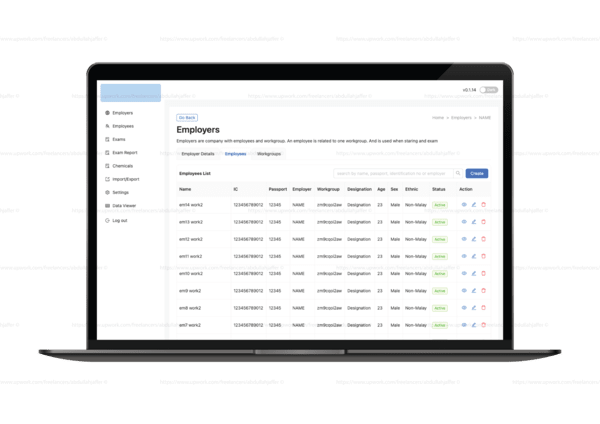 v0.1.14
Go Back
Home > Employers > NAME
Employers
Employers are company with employees and workgroup. An employee is related to one workgroup. And is used when staring and exam
Employer Details Employees Workgroups
Employees List
search by name, passport, identification no or employee
Create
Employers
Employees
Exams
Exam Report
Chemicals
Import/Export
Settings
Data Viewer
Log out
Name IC Passport Employer Workgroup Designation Age Sex Ethnic Status Action
em14 work2 123456789012 12345 NAME Designation 23 Male Non-Malay Active
em13 work2 123456789012 12345 NAME Designation 23 Male Non-Malay Active
em12 work2 123456789012 12345 NAME Designation 23 Male Non-Malay Active
em11 work2 123456789012 12345 NAME Designation 23 Male Non-Malay Active
em10 work2 123456789012 12345 NAME Designation 23 Male Non-Malay Active
em9 work2 123456789012 12345 NAME Designation 23 Male Non-Malay Active
em8 work2 123456789012 12345 NAME Designation 23 Male Non-Malay Active
em7 work2 123456789012 12345 NAME Designation 23 Male Non-Malay Active